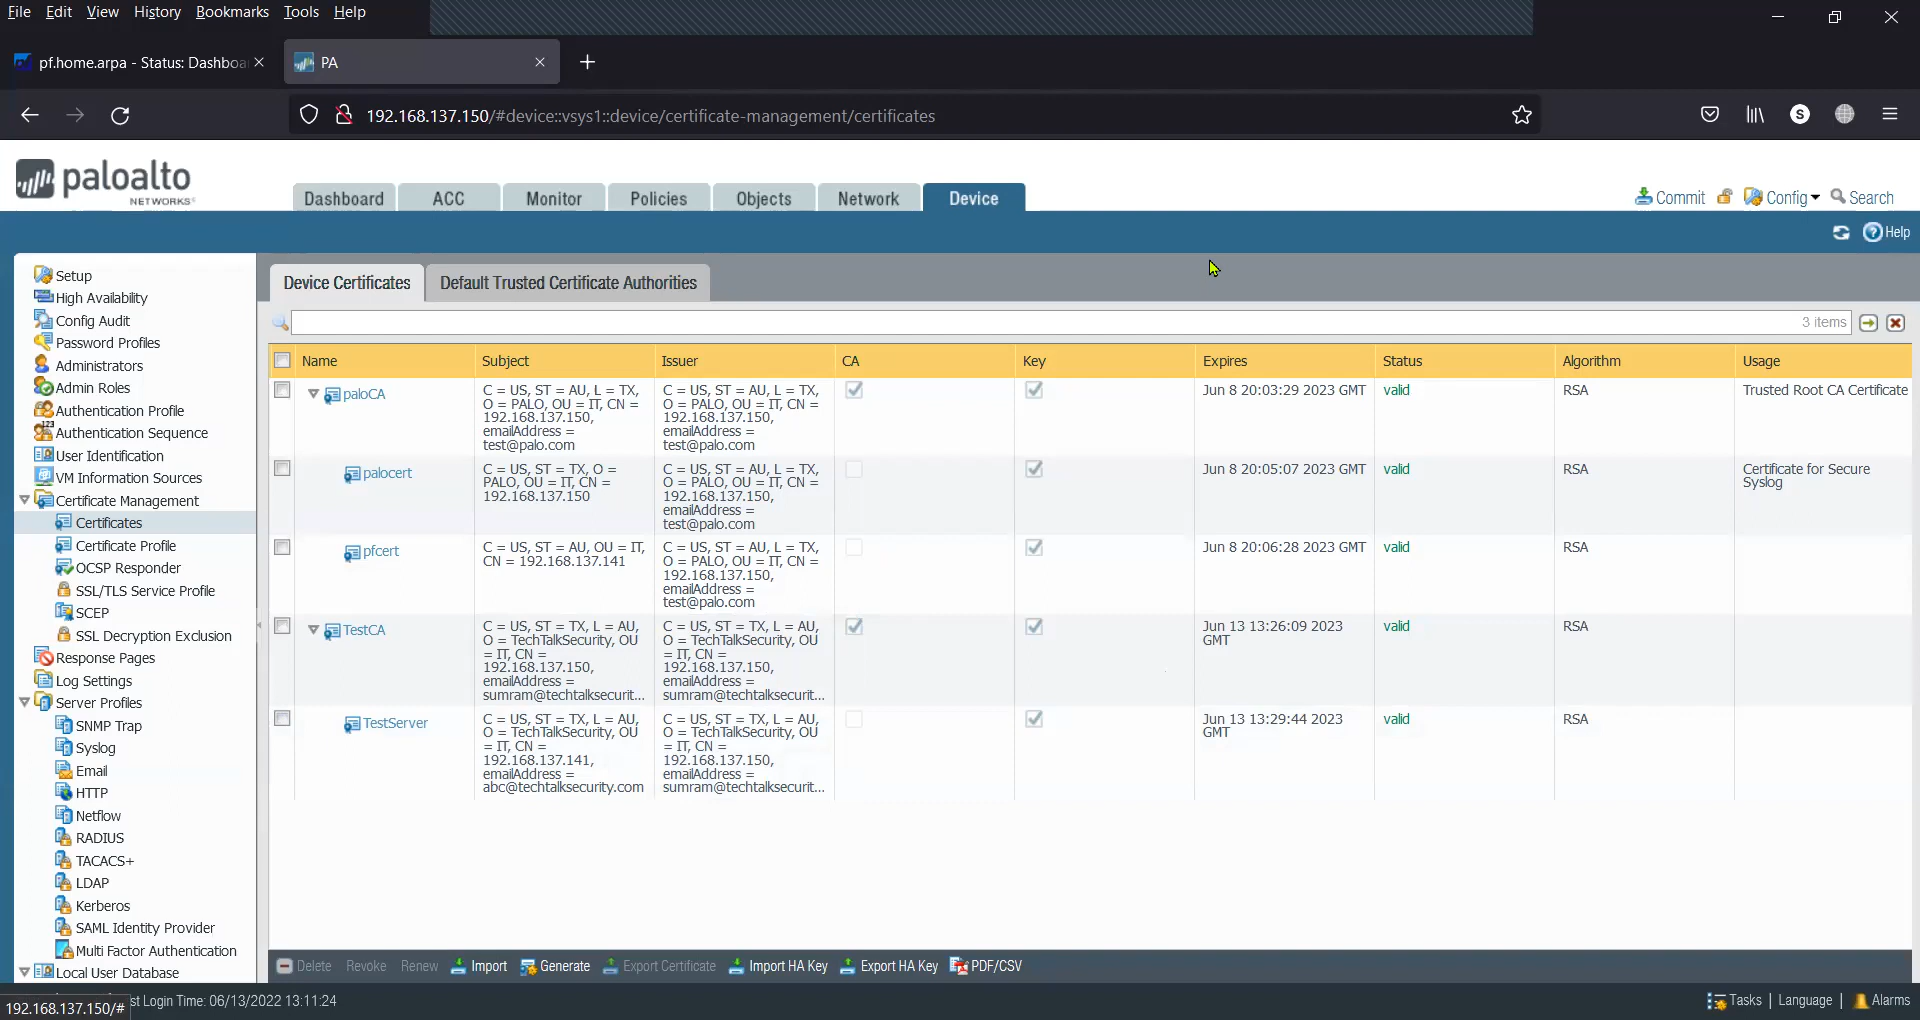 File Edit View History Bookmarks Tools Help
pf.home.arpa - Status: Dashboa
PA
192.168.137.150/#device::vsys1::device/certificate-management/certificates
S
paloalto
NETWORKS
Dashboard ACC Monitor Policies Objects Network Device
Commit Config Search
Help
Setup
High Availability
Config Audit
Password Profiles
Administrators
Admin Roles
Authentication Profile
Authentication Sequence
User Identification
VM Information Sources
Certificate Management
Certificates
Certificate Profile
OCSP Responder
SSL/TLS Service Profile
SCEP
SSL Decryption Exclusion
Response Pages
Log Settings
Server Profiles
SNMP Trap
Syslog
Email
HTTP
Netflow
RADIUS
TACACS+
LDAP
Kerberos
SAML Identity Provider
Multi Factor Authentication
Local User Database
Device Certificates Default Trusted Certificate Authorities
3 items
Name Subject Issuer CA Key Expires Status Algorithm Usage
paloCA
C = US, ST = AU, L = TX,
O = PALO, OU = IT, CN =
192.168.137.150,
emailAddress =
test@palo.com
C = US, ST = AU, L = TX,
O = PALO, OU = IT, CN =
192.168.137.150,
emailAddress =
test@palo.com
Jun 8 20:03:29 2023 GMT
valid
RSA
Trusted Root CA Certificate
palocert
C = US, ST = TX, O =
PALO, OU = IT, CN =
192.168.137.150
C = US, ST = AU, L = TX,
O = PALO, OU = IT, CN =
192.168.137.150,
emailAddress =
test@palo.com
Jun 8 20:05:07 2023 GMT
valid
RSA
Certificate for Secure
Syslog
pfcert
C = US, ST = AU, OU = IT,
CN = 192.168.137.141
C = US, ST = AU, L = TX,
O = PALO, OU = IT, CN =
192.168.137.150,
emailAddress =
test@palo.com
Jun 8 20:06:28 2023 GMT
valid
RSA
TestCA
C = US, ST = TX, L = AU,
O = TechTalkSecurity, OU
= IT, CN =
192.168.137.150,
emailAddress =
sumram@techtalksecurit...
C = US, ST = TX, L = AU,
O = TechTalkSecurity, OU
= IT, CN =
192.168.137.150,
emailAddress =
sumram@techtalksecurit...
Jun 13 13:26:09 2023
GMT
valid
RSA
TestServer
C = US, ST = TX, L = AU,
O = TechTalkSecurity, OU
= IT, CN =
192.168.137.141,
emailAddress =
abc@techtalksecurity.com
C = US, ST = TX, L = AU,
O = TechTalkSecurity, OU
= IT, CN =
192.168.137.150,
emailAddress =
sumram@techtalksecurit...
Jun 13 13:29:44 2023
GMT
valid
RSA
Delete Revoke Renew Import Generate Export Certificate Import HA Key Export HA Key PDF/CSV
192.168.137.150/#
st Login Time: 06/13/2022 13:11:24
Tasks | Language | Alarms